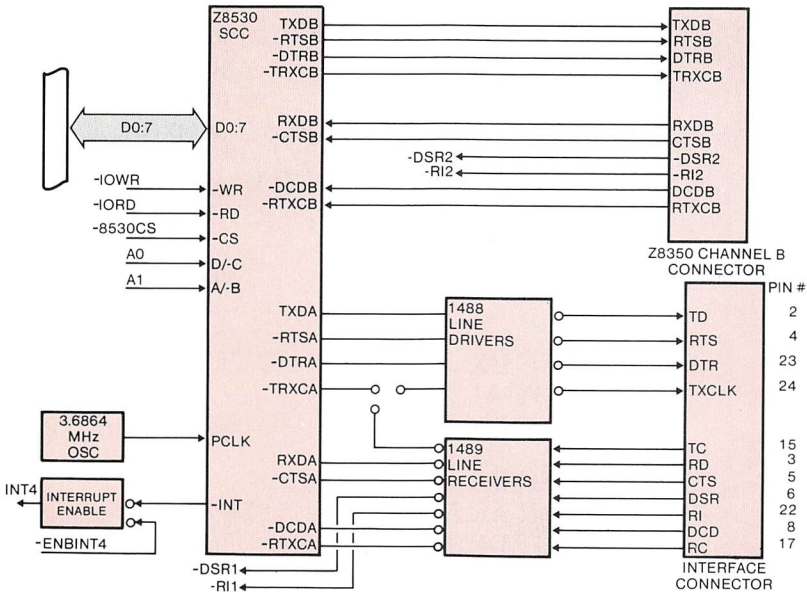 Z8530
SCC
TXDB
-RTSB
-DTRB
-TRXCB
RXDB
-CTSB
-DCDB
-RTXCB
TXDB
RTSB
DTRB
TRXCB
RXDB
CTSB
-DSR2
-RI2
DCDB
RTXCB
-DSR2
-RI2
Z8350 CHANNEL B
CONNECTOR
D0:7
D0:7
-IOWR
-WR
-IORD
-RD
-8530CS
-CS
A0
D/-C
A1
A/-B
TXDA
-RTSA
-DTRA
-TRXCA
1488
LINE
DRIVERS
PIN #
TD 2
RTS 4
DTR 23
TXCLK 24
3.6864
MHz
OSC
PCLK
RXDA
-CTSA
1489
LINE
RECEIVERS
TC 15
RD 3
CTS 5
DSR 6
RI 22
DCD 8
RC 17
INT4
INTERRUPT
ENABLE
-INT
-ENBINT4
-DCDA
-RTXCA
-DSR1
-RI1
INTERFACE
CONNECTOR